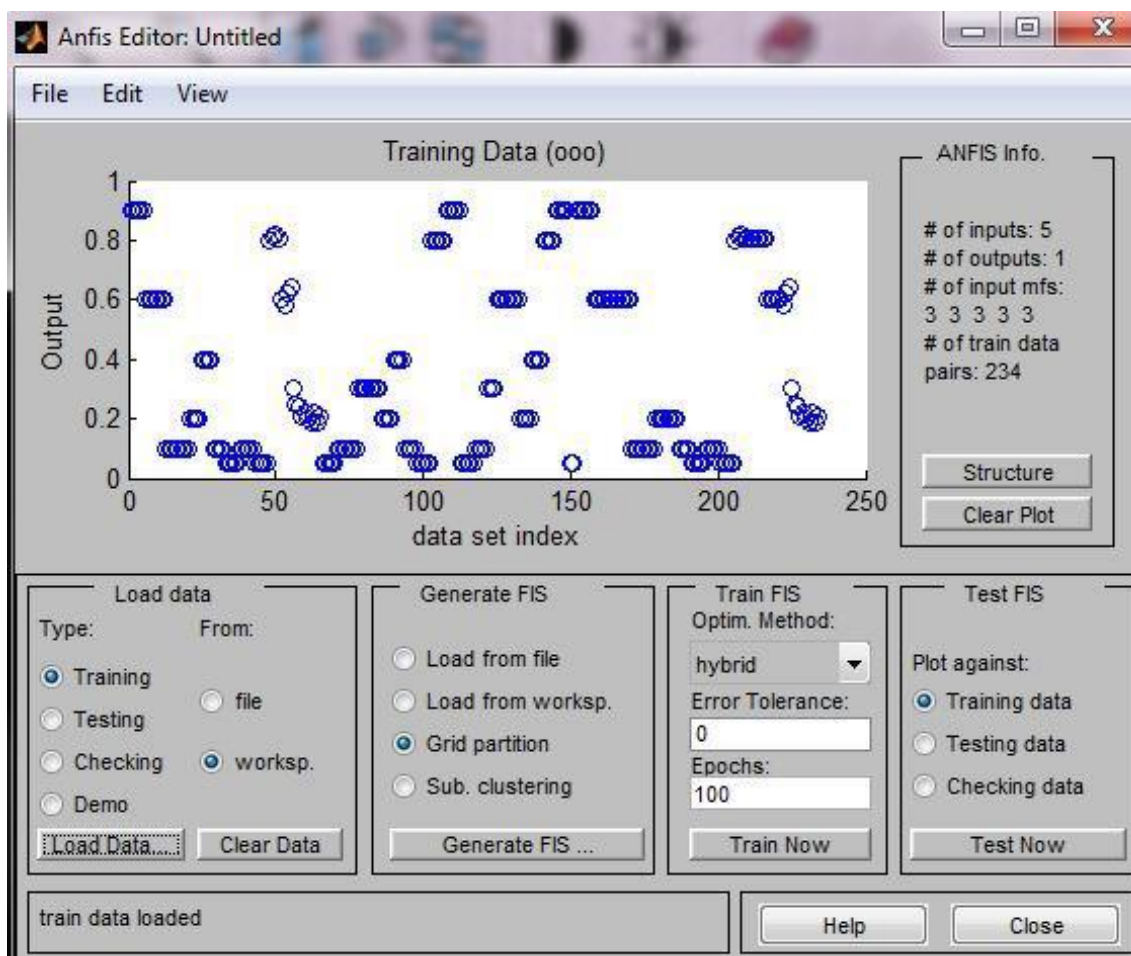 Anfis Editor: Untitled
File Edit View
Training Data (ooo)
Output
1
0.8
0.6
0.4
0.2
0
0 50 100 150 200 250
data set index
ANFIS Info.
# of inputs: 5
# of outputs: 1
# of input mfs:
3 3 3 3 3
# of train data
pairs: 234
Structure
Clear Plot
Load data
Type: From:
Training
Testing
Checking
Demo
file
worksp.
Load Data... Clear Data
Generate FIS
Load from file
Load from worksp.
Grid partition
Sub. clustering
Generate FIS ...
Train FIS
Optim. Method:
hybrid
Error Tolerance:
0
Epochs:
100
Train Now
Test FIS
Plot against:
Training data
Testing data
Checking data
Test Now
train data loaded
Help Close